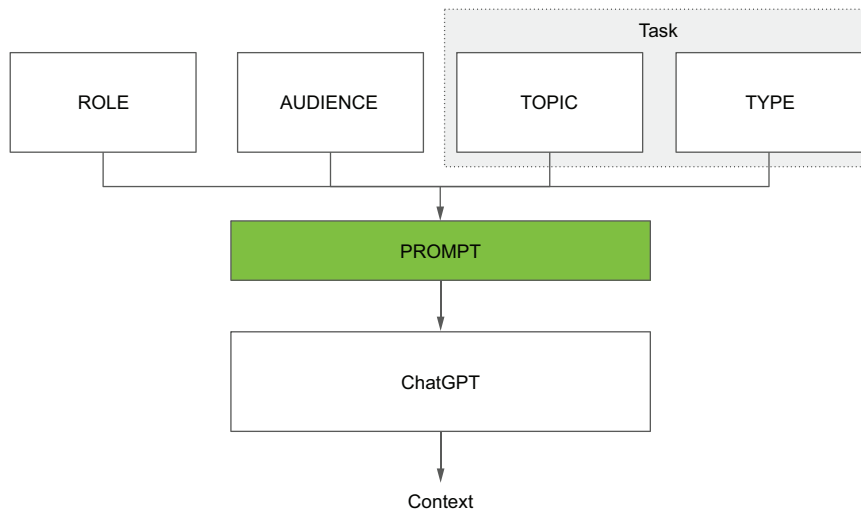 Task
ROLE
AUDIENCE
TOPIC
TYPE
PROMPT
ChatGPT
Context